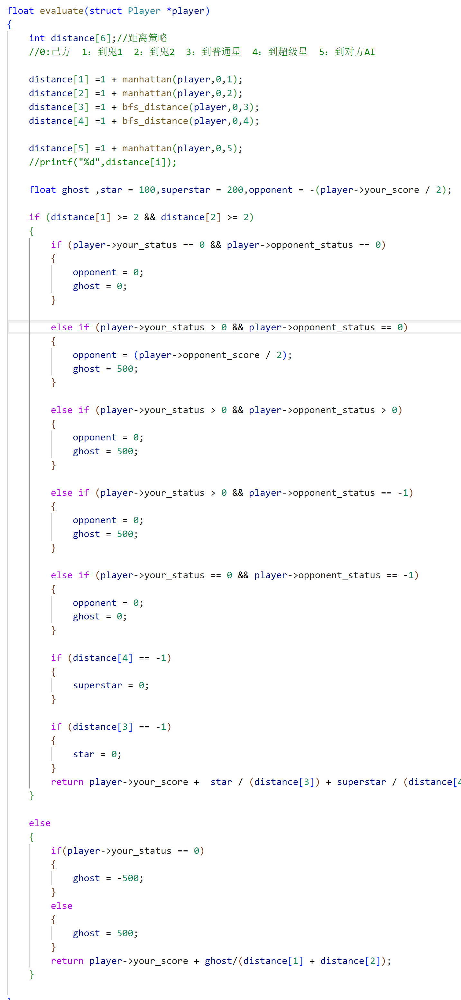 float evaluate(struct Player *player)
{
int distance[6];//距离策略
//0:己方  1: 到鬼1  2: 到鬼2  3: 到普通星  4: 到超级星  5: 到对方AI
distance[1] =1 + manhattan(player,0,1);
distance[2] =1 + manhattan(player,0,2);
distance[3] =1 + bfs_distance(player,0,3);
distance[4] =1 + bfs_distance(player,0,4);
distance[5] =1 + manhattan(player,0,5);
//printf("%d",distance[i]);
float ghost ,star = 100,superstar = 200,opponent = -(player->your_score / 2);
if (distance[1] >= 2 && distance[2] >= 2)
{
if (player->your_status == 0 && player->opponent_status == 0)
{
opponent = 0;
ghost = 0;
}
else if (player->your_status > 0 && player->opponent_status == 0)
{
opponent = (player->opponent_score / 2);
ghost = 500;
}
else if (player->your_status > 0 && player->opponent_status > 0)
{
opponent = 0;
ghost = 500;
}
else if (player->your_status > 0 && player->opponent_status == -1)
{
opponent = 0;
ghost = 500;
}
else if (player->your_status == 0 && player->opponent_status == -1)
{
opponent = 0;
ghost = 0;
}
if (distance[4] == -1)
{
superstar = 0;
}
if (distance[3] == -1)
{
star = 0;
}
return player->your_score +  star / (distance[3]) + superstar / (distance[4
}
else
{
if(player->your_status == 0)
{
ghost = -500;
}
else
{
ghost = 500;
}
return player->your_score + ghost/(distance[1] + distance[2]);
}